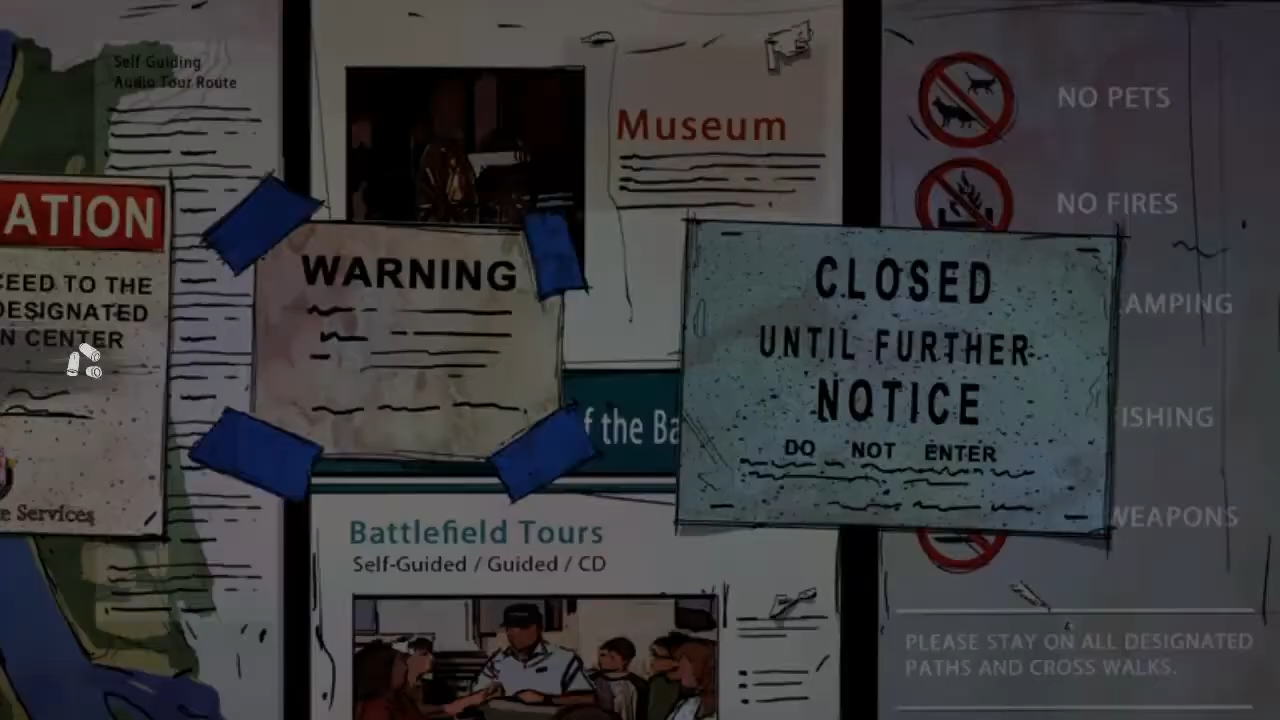 Self Guiding
Audio Tour Route
ATION
CEED TO THE
DESIGNATED
N CENTER
e Services
WARNING
Museum
f the Ba
Battlefield Tours
Self-Guided / Guided / CD
CLOSED
UNTIL FURTHER
NOTICE
DO NOT ENTER
NO PETS
NO FIRES
AMPING
ISHING
WEAPONS
PLEASE STAY ON ALL DESIGNATED
PATHS AND CROSS WALKS.